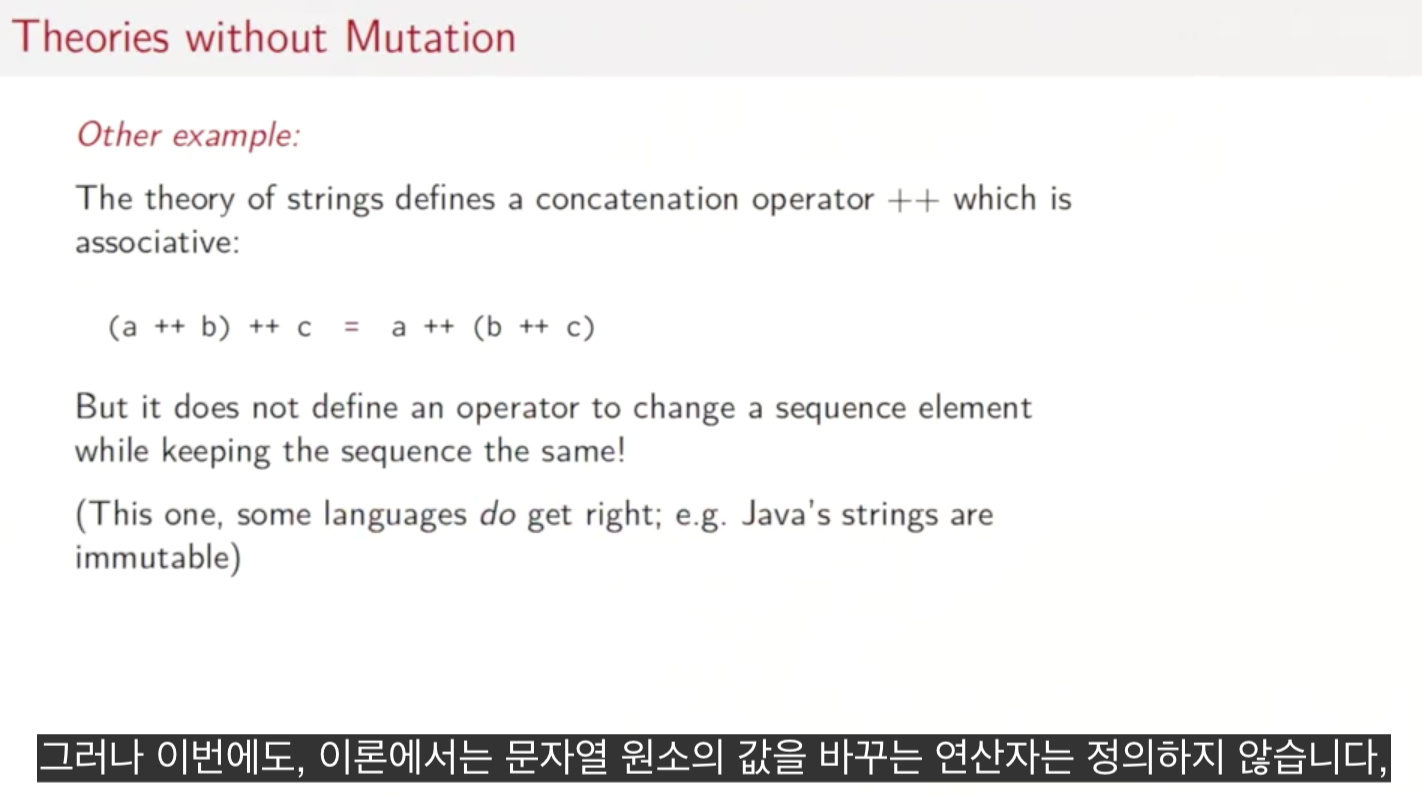 Theories without Mutation
Other example:
The theory of strings defines a concatenation operator ++ which is
associative:
(a ++ b) ++ c = a ++ (b ++ c)
But it does not define an operator to change a sequence element
while keeping the sequence the same!
(This one, some languages do get right; e.g. Java's strings are
immutable)
그러나 이번에도, 이론에서는 문자열 원소의 값을 바꾸는 연산자는 정의하지 않습니다,